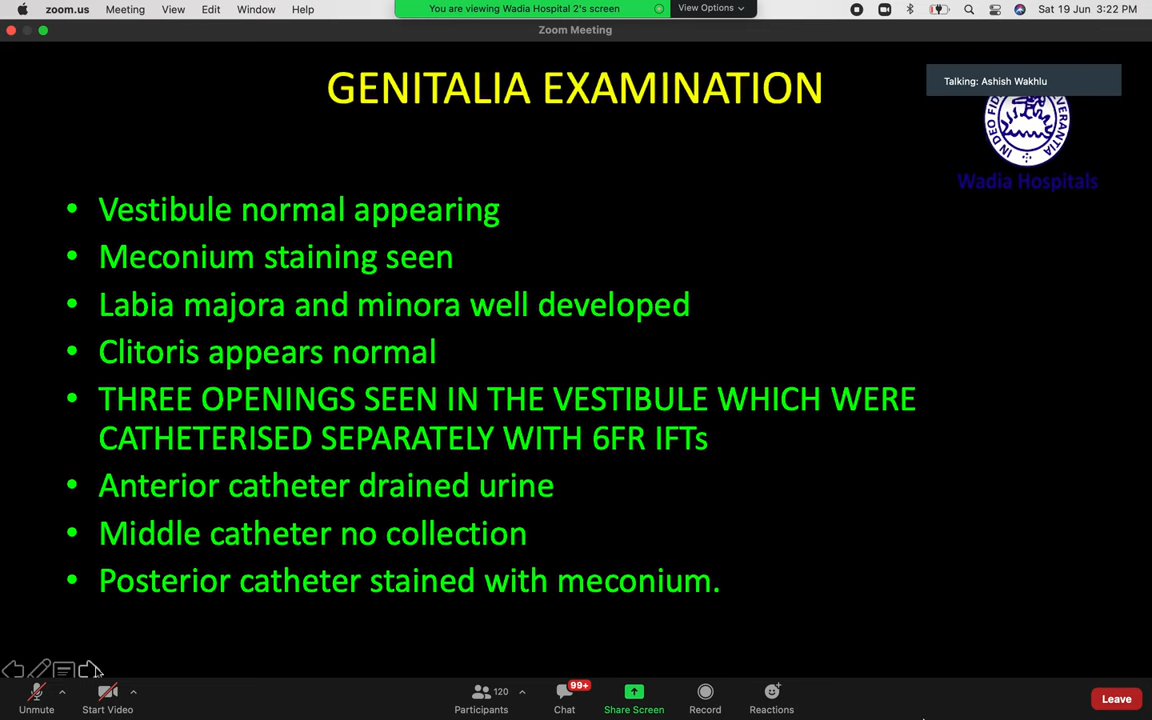 zoom.us Meeting View Edit Window Help
You are viewing Wadia Hospital 2's screen
View Options
Sat 19 Jun 3:22 PM
Zoom Meeting
Talking: Ashish Wakhlu
GENITALIA EXAMINATION
IN DEO FID VERANTIA
Wadia Hospitals
• Vestibule normal appearing
• Meconium staining seen
• Labia majora and minora well developed
• Clitoris appears normal
• THREE OPENINGS SEEN IN THE VESTIBULE WHICH WERE
CATHETERISED SEPARATELY WITH 6FR IFTs
• Anterior catheter drained urine
• Middle catheter no collection
• Posterior catheter stained with meconium.
120
99+
Unmute Start Video Participants Chat Share Screen Record Reactions Leave